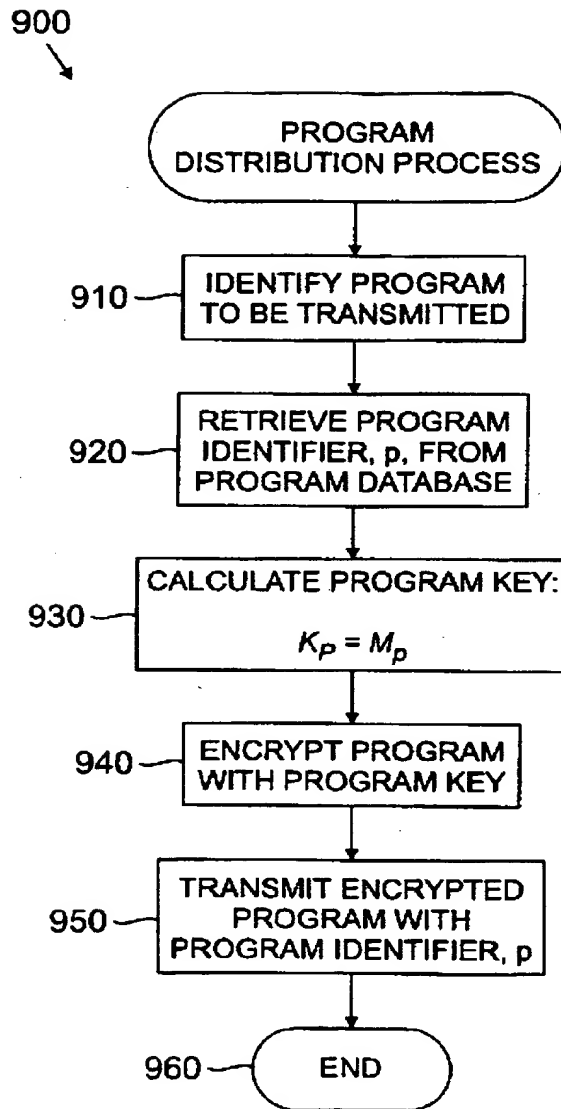 900
PROGRAM
DISTRIBUTION PROCESS
910
IDENTIFY PROGRAM
TO BE TRANSMITTED
920
RETRIEVE PROGRAM
IDENTIFIER, p, FROM
PROGRAM DATABASE
930
CALCULATE PROGRAM KEY:
K_P = M_p
940
ENCRYPT PROGRAM
WITH PROGRAM KEY
950
TRANSMIT ENCRYPTED
PROGRAM WITH
PROGRAM IDENTIFIER, p
960
END